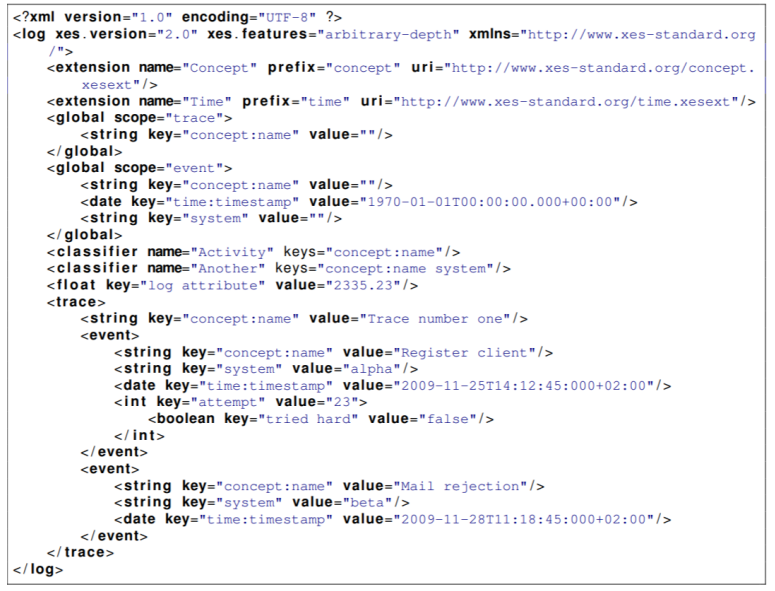 <?xml version="1.0" encoding="UTF-8" ?>
<log xes.version="2.0" xes.features="arbitrary-depth" xmlns="http://www.xes-standard.org
/">
<extension name="Concept" prefix="concept" uri="http://www.xes-standard.org/concept.
xesext"/>
<extension name="Time" prefix="time" uri="http://www.xes-standard.org/time.xesext"/>
<global scope="trace">
<string key="concept:name" value=""/>
</global>
<global scope="event">
<string key="concept:name" value=""/>
<date key="time:timestamp" value="1970-01-01T00:00:00.000+00:00"/>
<string key="system" value=""/>
</global>
<classifier name="Activity" keys="concept:name"/>
<classifier name="Another" keys="concept:name system"/>
<float key="log attribute" value="2335.23"/>
<trace>
<string key="concept:name" value="Trace number one"/>
<event>
<string key="concept:name" value="Register client"/>
<string key="system" value="alpha"/>
<date key="time:timestamp" value="2009-11-25T14:12:45:000+02:00"/>
<int key="attempt" value="23">
<boolean key="tried hard" value="false"/>
</int>
</event>
<event>
<string key="concept:name" value="Mail rejection"/>
<string key="system" value="beta"/>
<date key="time:timestamp" value="2009-11-28T11:18:45:000+02:00"/>
</event>
</trace>
</log>